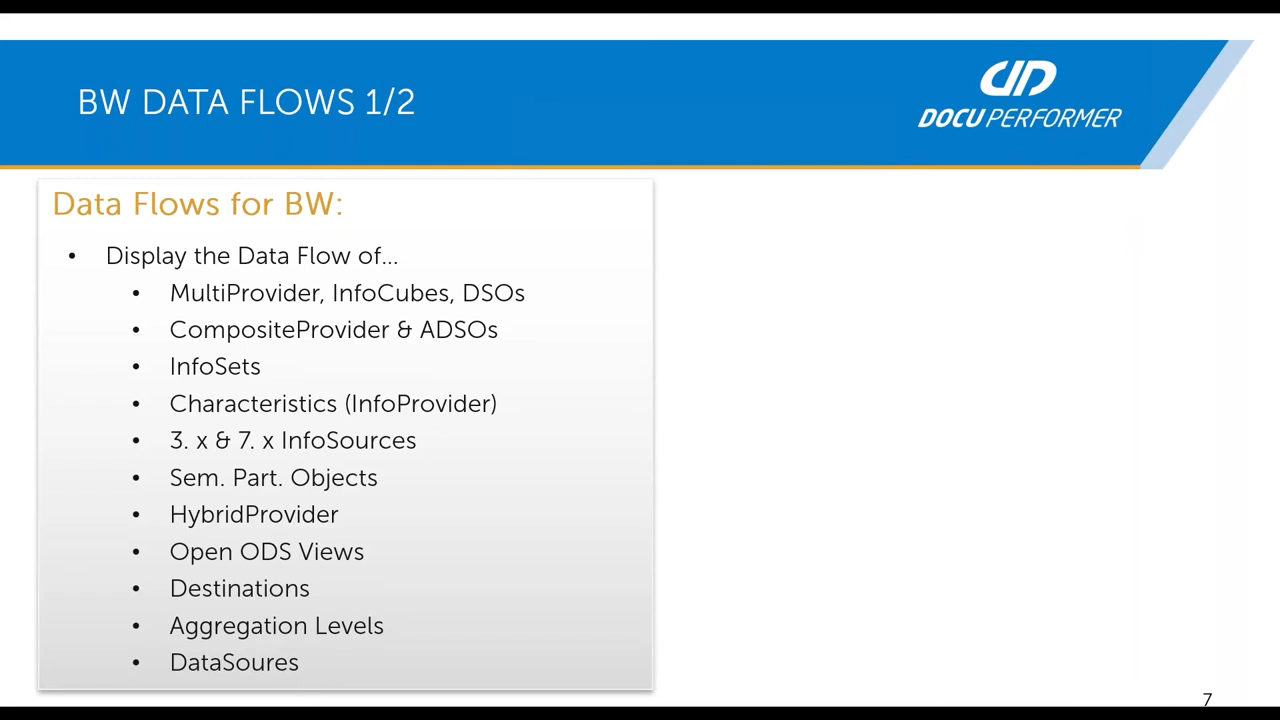 BW DATA FLOWS 1/2
DOCU PERFORMER
Data Flows for BW:
• Display the Data Flow of...
• MultiProvider, InfoCubes, DSOs
• CompositeProvider & ADSOs
• InfoSets
• Characteristics (InfoProvider)
• 3. x & 7. x InfoSources
• Sem. Part. Objects
• HybridProvider
• Open ODS Views
• Destinations
• Aggregation Levels
• DataSoures
7